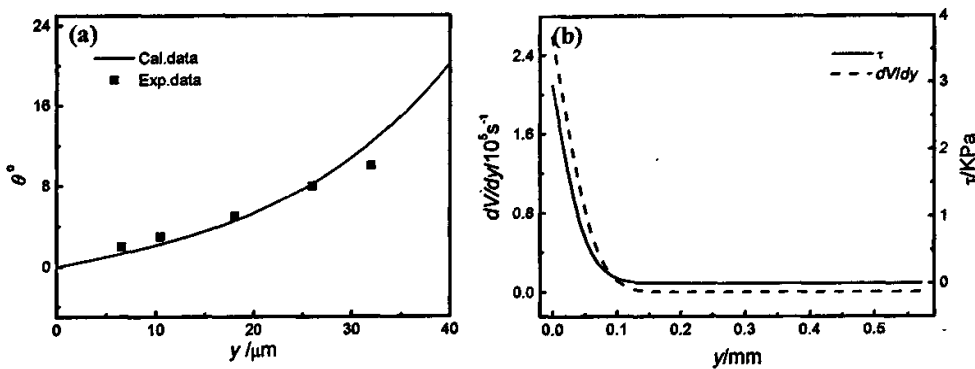 (a)
Cal.data
Exp.data
24
16
8
0
θ°
0
10
20
30
40
y /μm
(b)
τ
dV/dy
2.4
1.6
0.8
0.0
dV/dy/10⁵s⁻¹
4
3
2
1
0
τ/KPa
0.0
0.1
0.2
0.3
0.4
0.5
y/mm